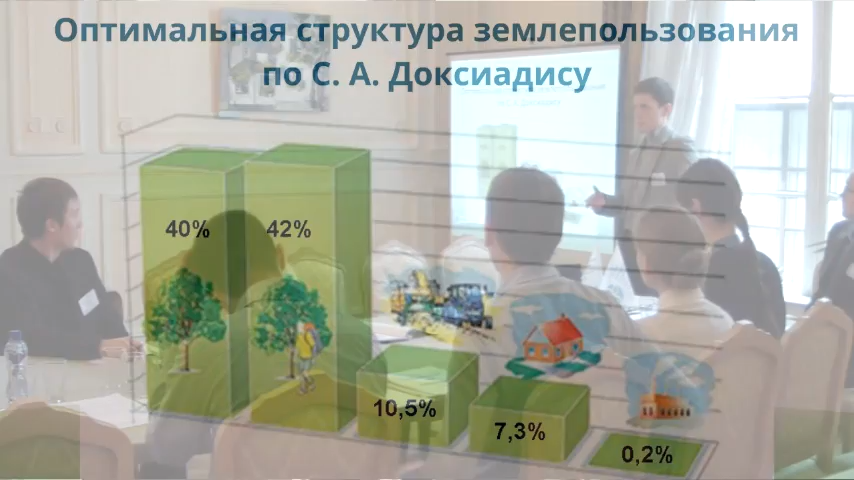 Оптимальная структура землепользования
по С. А. Доксиадису
40%
42%
10,5%
7,3%
0,2%